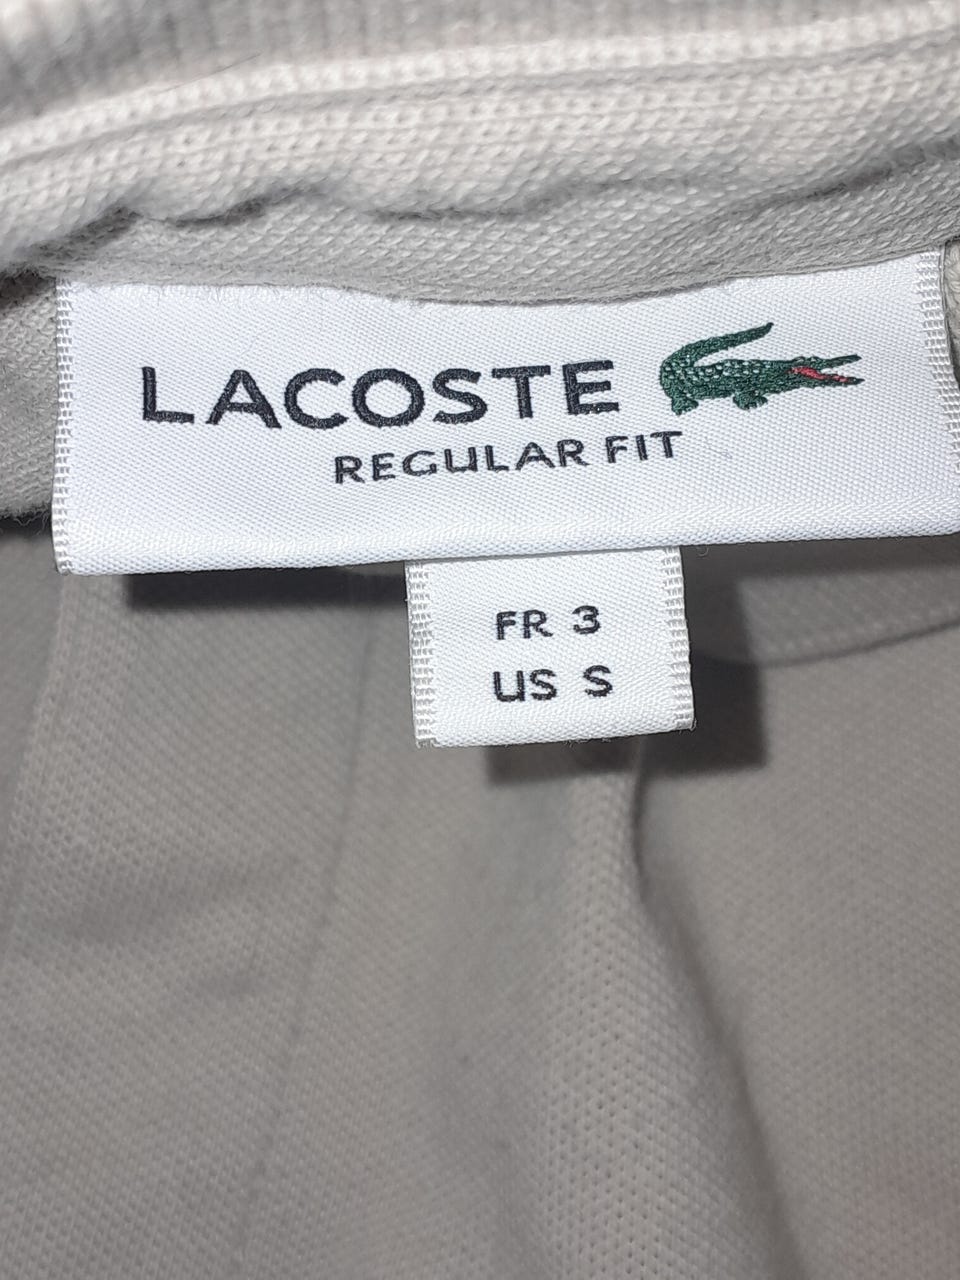 LACOSTE
REGULAR FIT
FR 3
US S